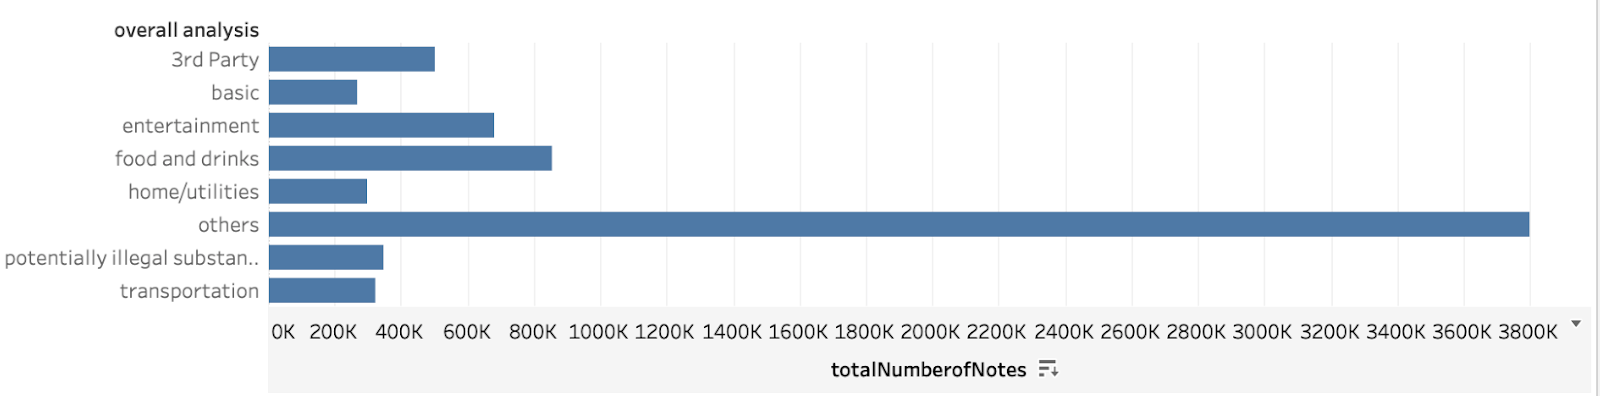 overall analysis
3rd Party
basic
entertainment
food and drinks
home/utilities
others
potentially illegal substan..
transportation
0K 200K 400K 600K 800K 1000K 1200K 1400K 1600K 1800K 2000K 2200K 2400K 2600K 2800K 3000K 3200K 3400K 3600K 3800K
totalNumberofNotes